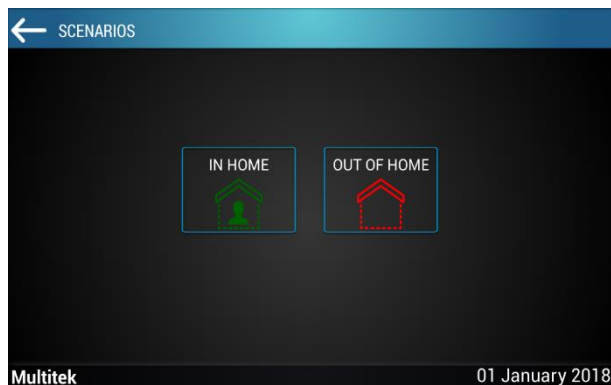 SCENARIOS
IN HOME
OUT OF HOME
Multitek
01 January 2018